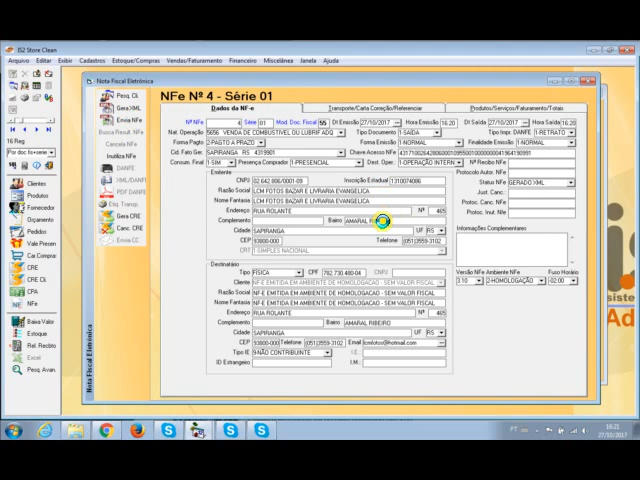 IS2 Store Clean
Arquivo Editar Exibir Cadastros Estoque/Compras Vendas/Faturamento Financeiro Miscelânea Janela Ajuda
16 Reg
Por doc fiscal+s
Clientes
Produtos
Fornecedor
Orçamento
Pedidos
Vale Presen
Car Compras
CRE
CRE Cli.
CPA
NFe
Baixa Valor
Estoque
Rel. Recibo
Excel
Pesq. Avan.
Nota Fiscal Eletrônica
Pesq. Cli.
Gera XML
Envia NFe
Busca Result. NFe
Cancela NFe
Inutiliza NFe
DANFE
XML/DANFE
PDF DANFE
Etiq. Transp.
Gera CRE
Canc. CRE
Envia CC
Nota Fiscal Eletrônica
NFe Nº 4 - Série 01
Dados da NF-e Transporte/Carta Correção/Referenciar Produtos/Serviços/Faturamento/Totais
Nº NFe 4 Série 01 Mod. Doc. Fiscal 55 Dt Emissão 27/10/2017 Hora Emissão 16:20 Dt Saída 27/10/2017 Hora Saída 16:20
Nat. Operação 5656 VENDA DE COMBUSTIVEL OU LUBRIF ADQ Tipo Documento 1-SAÍDA Tipo Impr. DANFE 1-RETRATO
Forma Pagto 2-PAGTO A PRAZO Forma Emissão 1-NORMAL Finalidade Emissão 1-NORMAL
Cid. Fato Ger. SAPIRANGA RS 4319901 Chave Acesso NFe
Consum. Final 1-SIM Presença Comprador 1-PRESENCIAL Dest. Oper. 1-OPERAÇÃO INTERN Nº Recibo NFe
Emitente
CNPJ 02.642.806/0001-09 Inscrição Estadual 1310074086
Razão Social LCM FOTOS BAZAR E LIVRARIA EVANGELICA
Nome Fantasia LCM FOTOS BAZAR E LIVRARIA EVANGELICA
Endereço RUA ROLANTE Nº 465
Complemento Bairro AMARAL
Cidade SAPIRANGA UF RS
CEP 93800-000 Telefone (051)3559-3102
CRT 1-SIMPLES NACIONAL
Protocolo Autor. NFe
Status NFe GERADO XML
Just. Canc.
Protoc. Canc. NFe
Protoc. Inut. Nfe
Informações Complementares
Versão NFe Ambiente NFe Fuso Horário
3.10 2-HOMOLOGAÇÃO -02:00
Destinatário
Tipo FÍSICA CPF 782.730.480-04 CNPJ
Cliente NF-E EMITIDA EM AMBIENTE DE HOMOLOGACAO - SEM VALOR FISCAL
Razão Social NF-E EMITIDA EM AMBIENTE DE HOMOLOGACAO - SEM VALOR FISCAL
Nome Fantasia NF-E EMITIDA EM AMBIENTE DE HOMOLOGACAO - SEM VALOR FISCAL
Endereço RUA ROLANTE Nº 465
Complemento Bairro AMARAL RIBEIRO
Cidade SAPIRANGA UF RS
CEP 93800-000 Telefone (051)3559-3102 Email lcmfotos@hotmail.com
Tipo IE 9-NÃO CONTRIBUINTE I.E.
ID Estrangeiro I.M.
siste
Ad
PT
16:21
27/10/2017